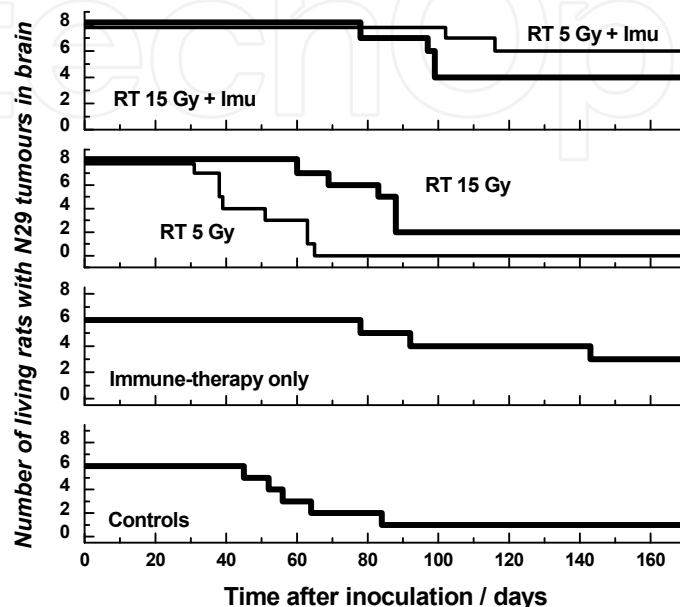 Number of living rats with N29 tumours in brain
8
6
4
2
0
RT 5 Gy + Imu
RT 15 Gy + Imu
8
6
4
2
0
RT 15 Gy
RT 5 Gy
8
6
4
2
0
Immune-therapy only
8
6
4
2
0
Controls
0 20 40 60 80 100 120 140 160
Time after inoculation / days